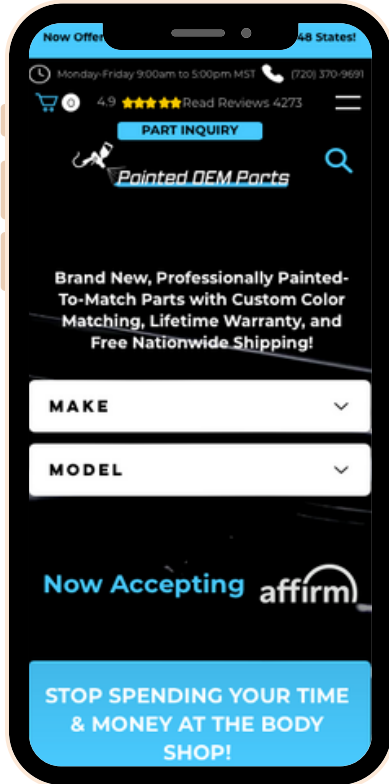 Now Offer
48 States!
Monday-Friday 9:00am to 5:00pm MST
(720) 370-9691
0
4.9
Read Reviews 4273
PART INQUIRY
Painted OEM Parts
Brand New, Professionally Painted-
To-Match Parts with Custom Color
Matching, Lifetime Warranty, and
Free Nationwide Shipping!
MAKE
MODEL
Now Accepting affirm
STOP SPENDING YOUR TIME
& MONEY AT THE BODY
SHOP!